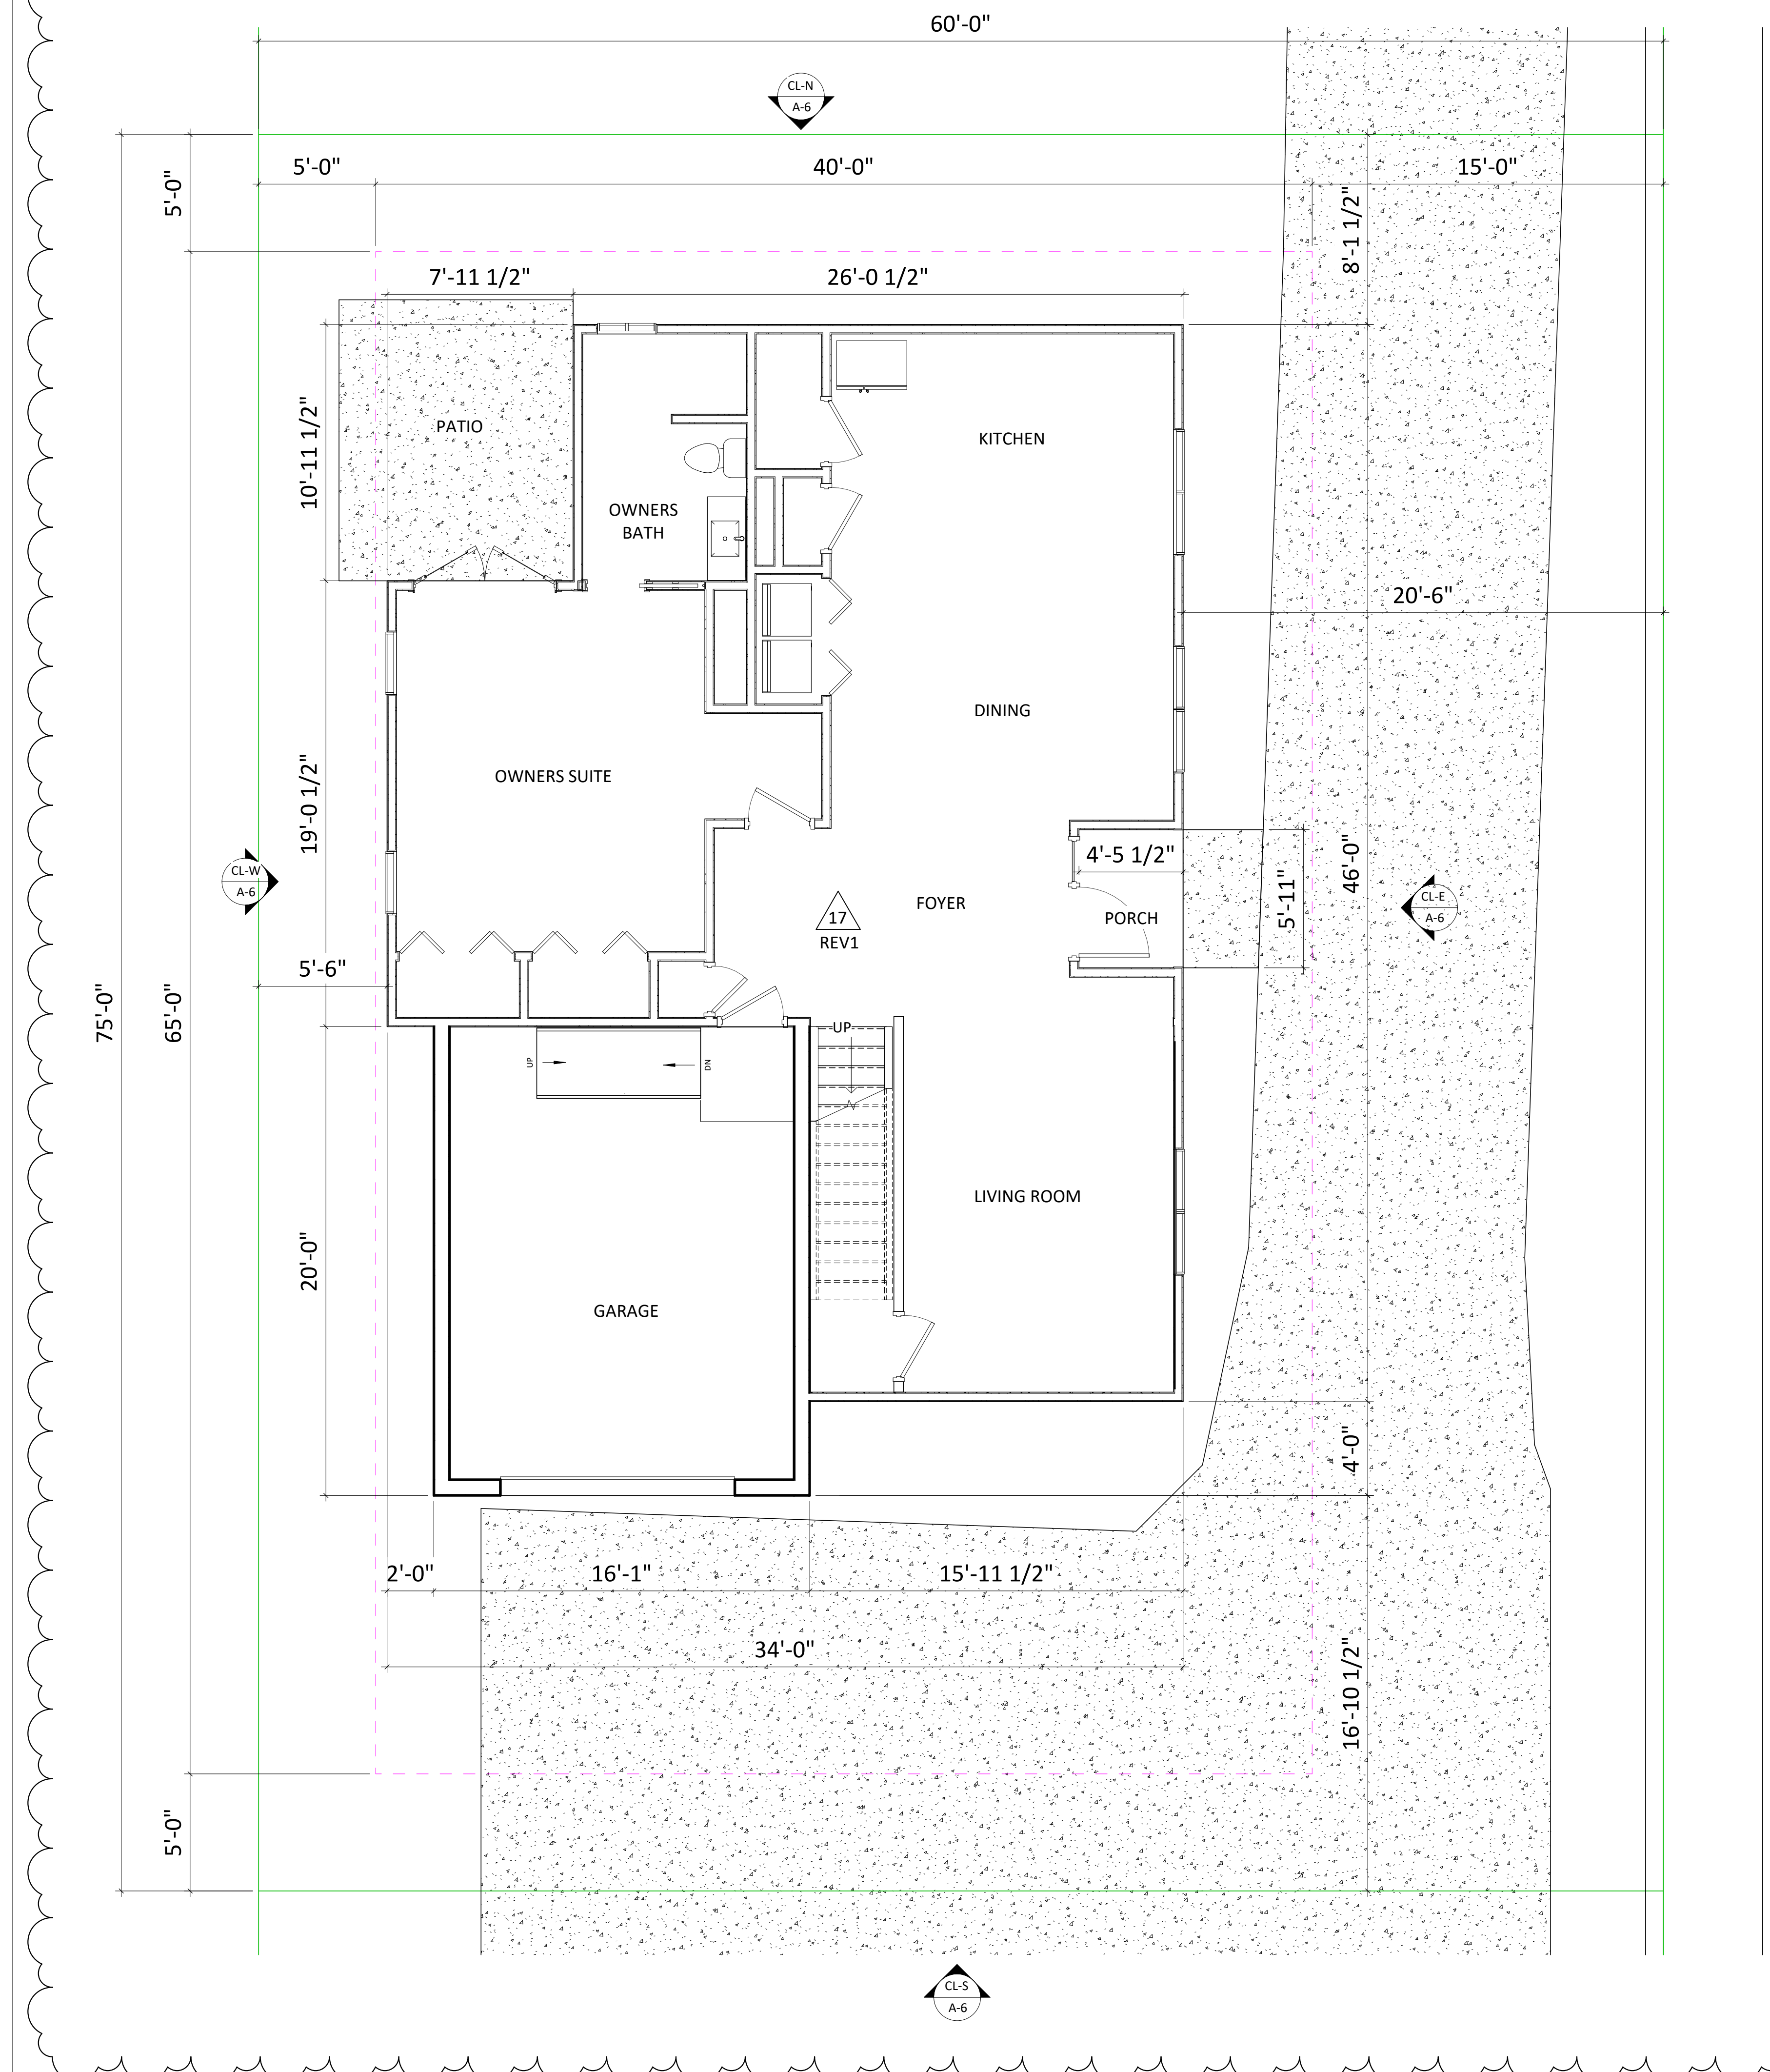 60'-0"
CL-N
A-6
5'-0"
40'-0"
15'-0"
5'-0"
8'-1 1/2"
7'-11 1/2"
26'-0 1/2"
10'-11 1/2"
PATIO
KITCHEN
OWNERS
BATH
20'-6"
DINING
OWNERS SUITE
19'-0 1/2"
4'-5 1/2"
46'-0"
CL-W
A-6
5'-11"
CL-E
A-6
17
REV1
FOYER
PORCH
5'-6"
75'-0"
65'-0"
UP
UP
DN
LIVING ROOM
20'-0"
GARAGE
4'-0"
2'-0"
16'-1"
15'-11 1/2"
34'-0"
16'-10 1/2"
5'-0"
CL-S
A-6